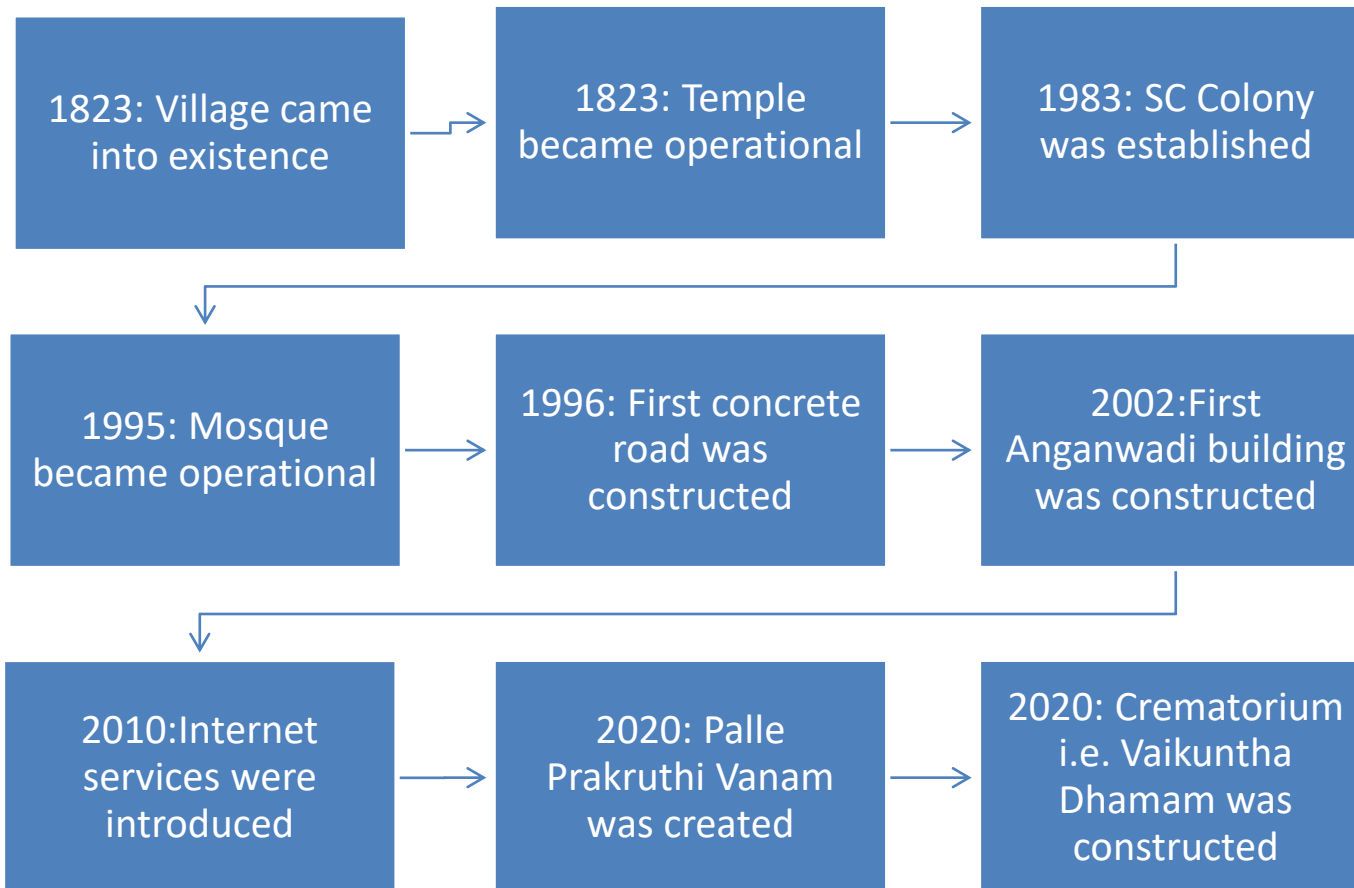 1823: Village came
into existence
1823: Temple
became operational
1983: SC Colony
was established
1995: Mosque
became operational
1996: First concrete
road was
constructed
2002:First
Anganwadi building
was constructed
2010:Internet
services were
introduced
2020: Palle
Prakruthi Vanam
was created
2020: Crematorium
i.e. Vaikuntha
Dhamam was
constructed